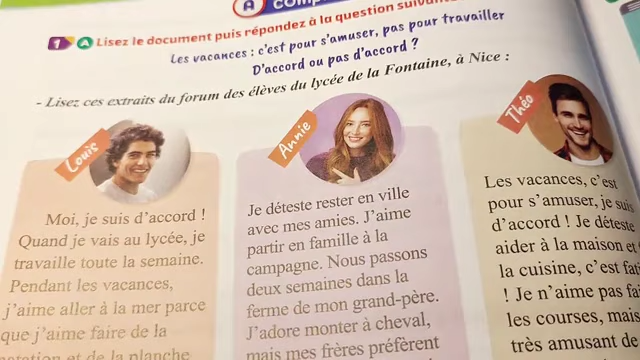 A
1 A Lisez le document puis répondez à la question
Les vacances : c'est pour s'amuser, pas pour travailler
D'accord ou pas d'accord ?
- Lisez ces extraits du forum des élèves du lycée de la Fontaine, à Nice :
Louis
Moi, je suis d'accord !
Quand je vais au lycée, je
travaille toute la semaine.
Pendant les vacances,
j'aime aller à la mer parce
que j'aime faire de la
natation et de la planche
Annie
Je déteste rester en ville
avec mes amies. J'aime
partir en famille à la
campagne. Nous passons
deux semaines dans la
ferme de mon grand-père.
J'adore monter à cheval,
mais mes frères préfèrent
Théo
Les vacances, c'est
pour s'amuser, je suis
d'accord ! Je déteste
aider à la maison et
la cuisine, c'est
! Je n'aime pas
les courses, mais
très amusant de